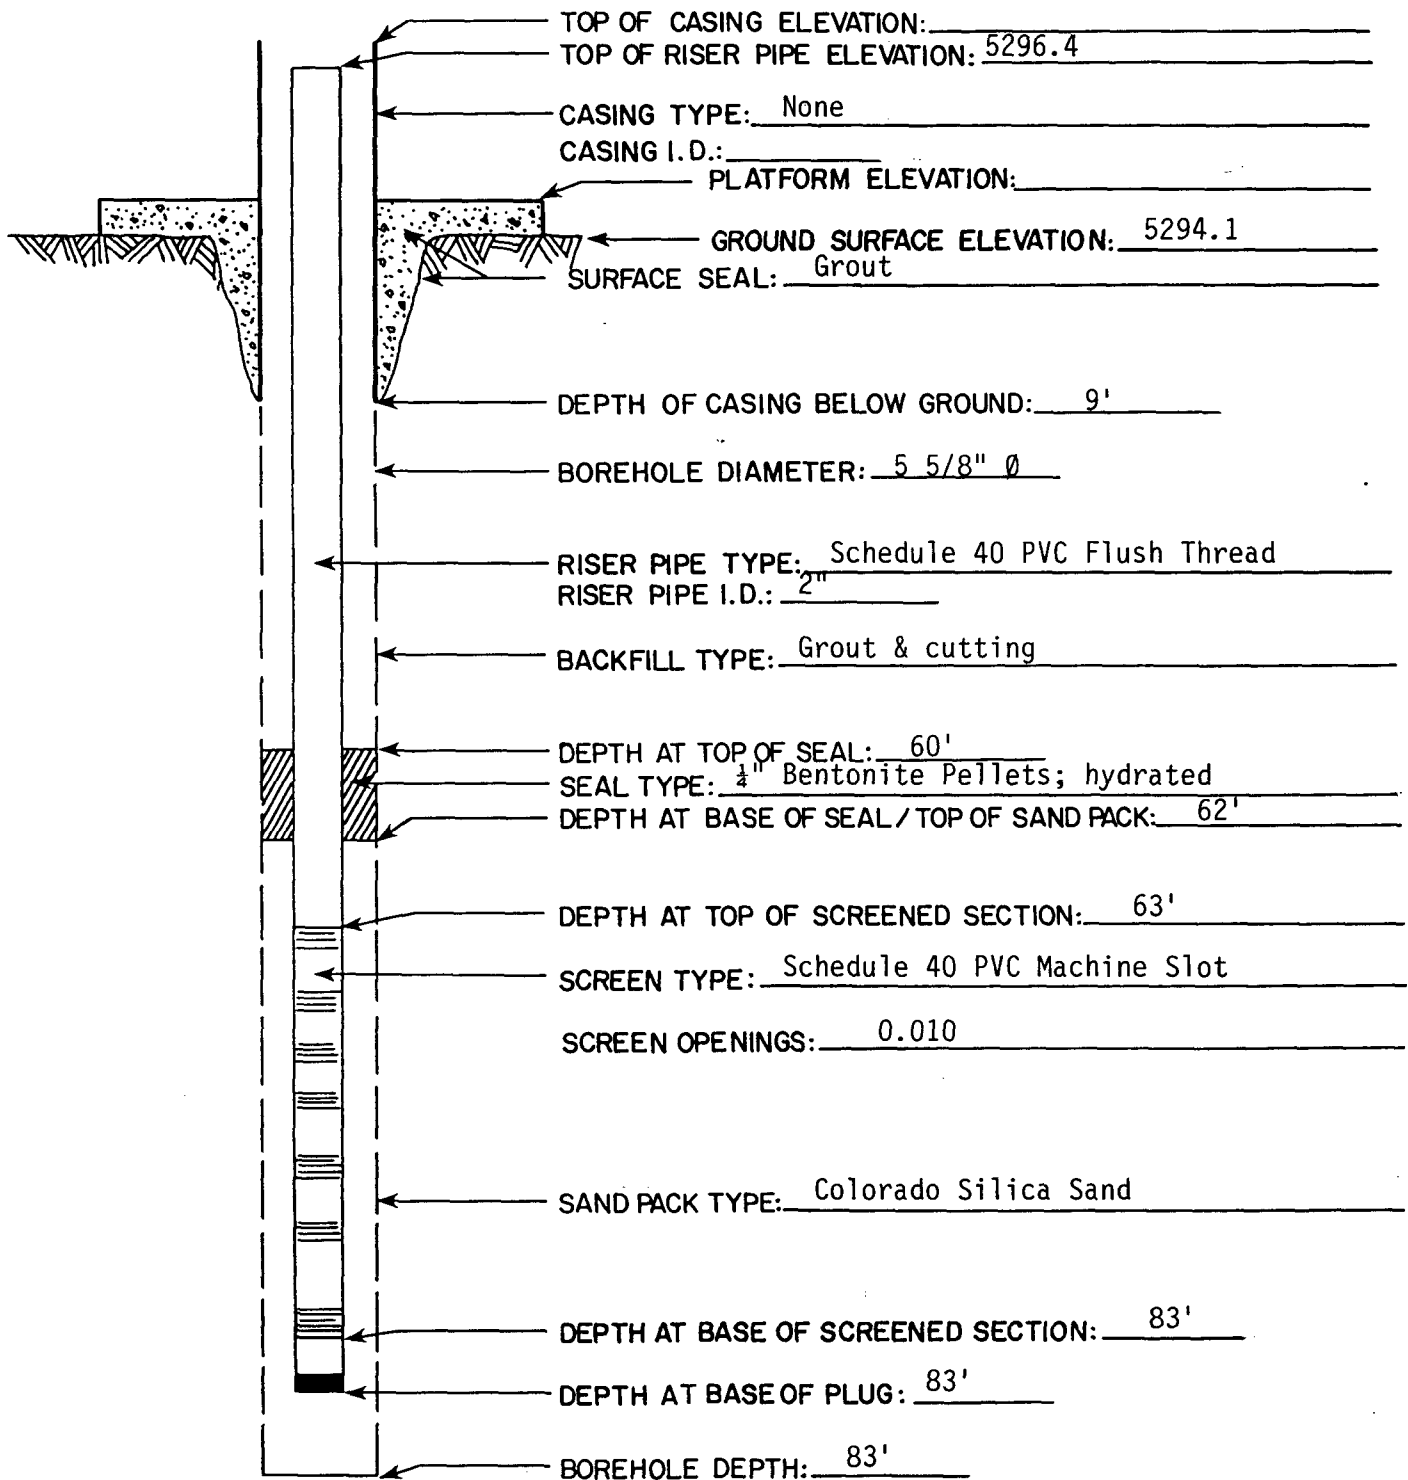 TOP OF CASING ELEVATION:
TOP OF RISER PIPE ELEVATION: 5296.4
CASING TYPE: None
CASING I.D.:
PLATFORM ELEVATION:
GROUND SURFACE ELEVATION: 5294.1
SURFACE SEAL: Grout
DEPTH OF CASING BELOW GROUND: 9'
BOREHOLE DIAMETER: 5 5/8" Ø
RISER PIPE TYPE: Schedule 40 PVC Flush Thread
RISER PIPE I.D.: 2"
BACKFILL TYPE: Grout & cutting
DEPTH AT TOP OF SEAL: 60'
SEAL TYPE: ¼" Bentonite Pellets; hydrated
DEPTH AT BASE OF SEAL/TOP OF SAND PACK: 62'
DEPTH AT TOP OF SCREENED SECTION: 63'
SCREEN TYPE: Schedule 40 PVC Machine Slot
SCREEN OPENINGS: 0.010
SAND PACK TYPE: Colorado Silica Sand
DEPTH AT BASE OF SCREENED SECTION: 83'
DEPTH AT BASE OF PLUG: 83'
BOREHOLE DEPTH: 83'